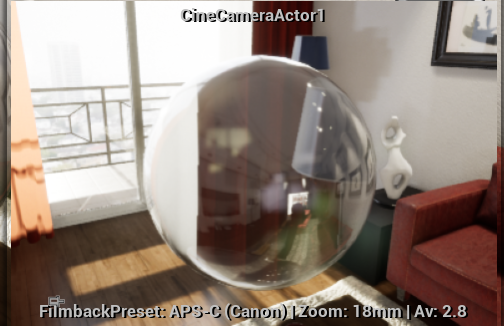 CineCameraActor1
FilmbackPreset: APS-C (Canon) | Zoom: 18mm | Av: 2.8